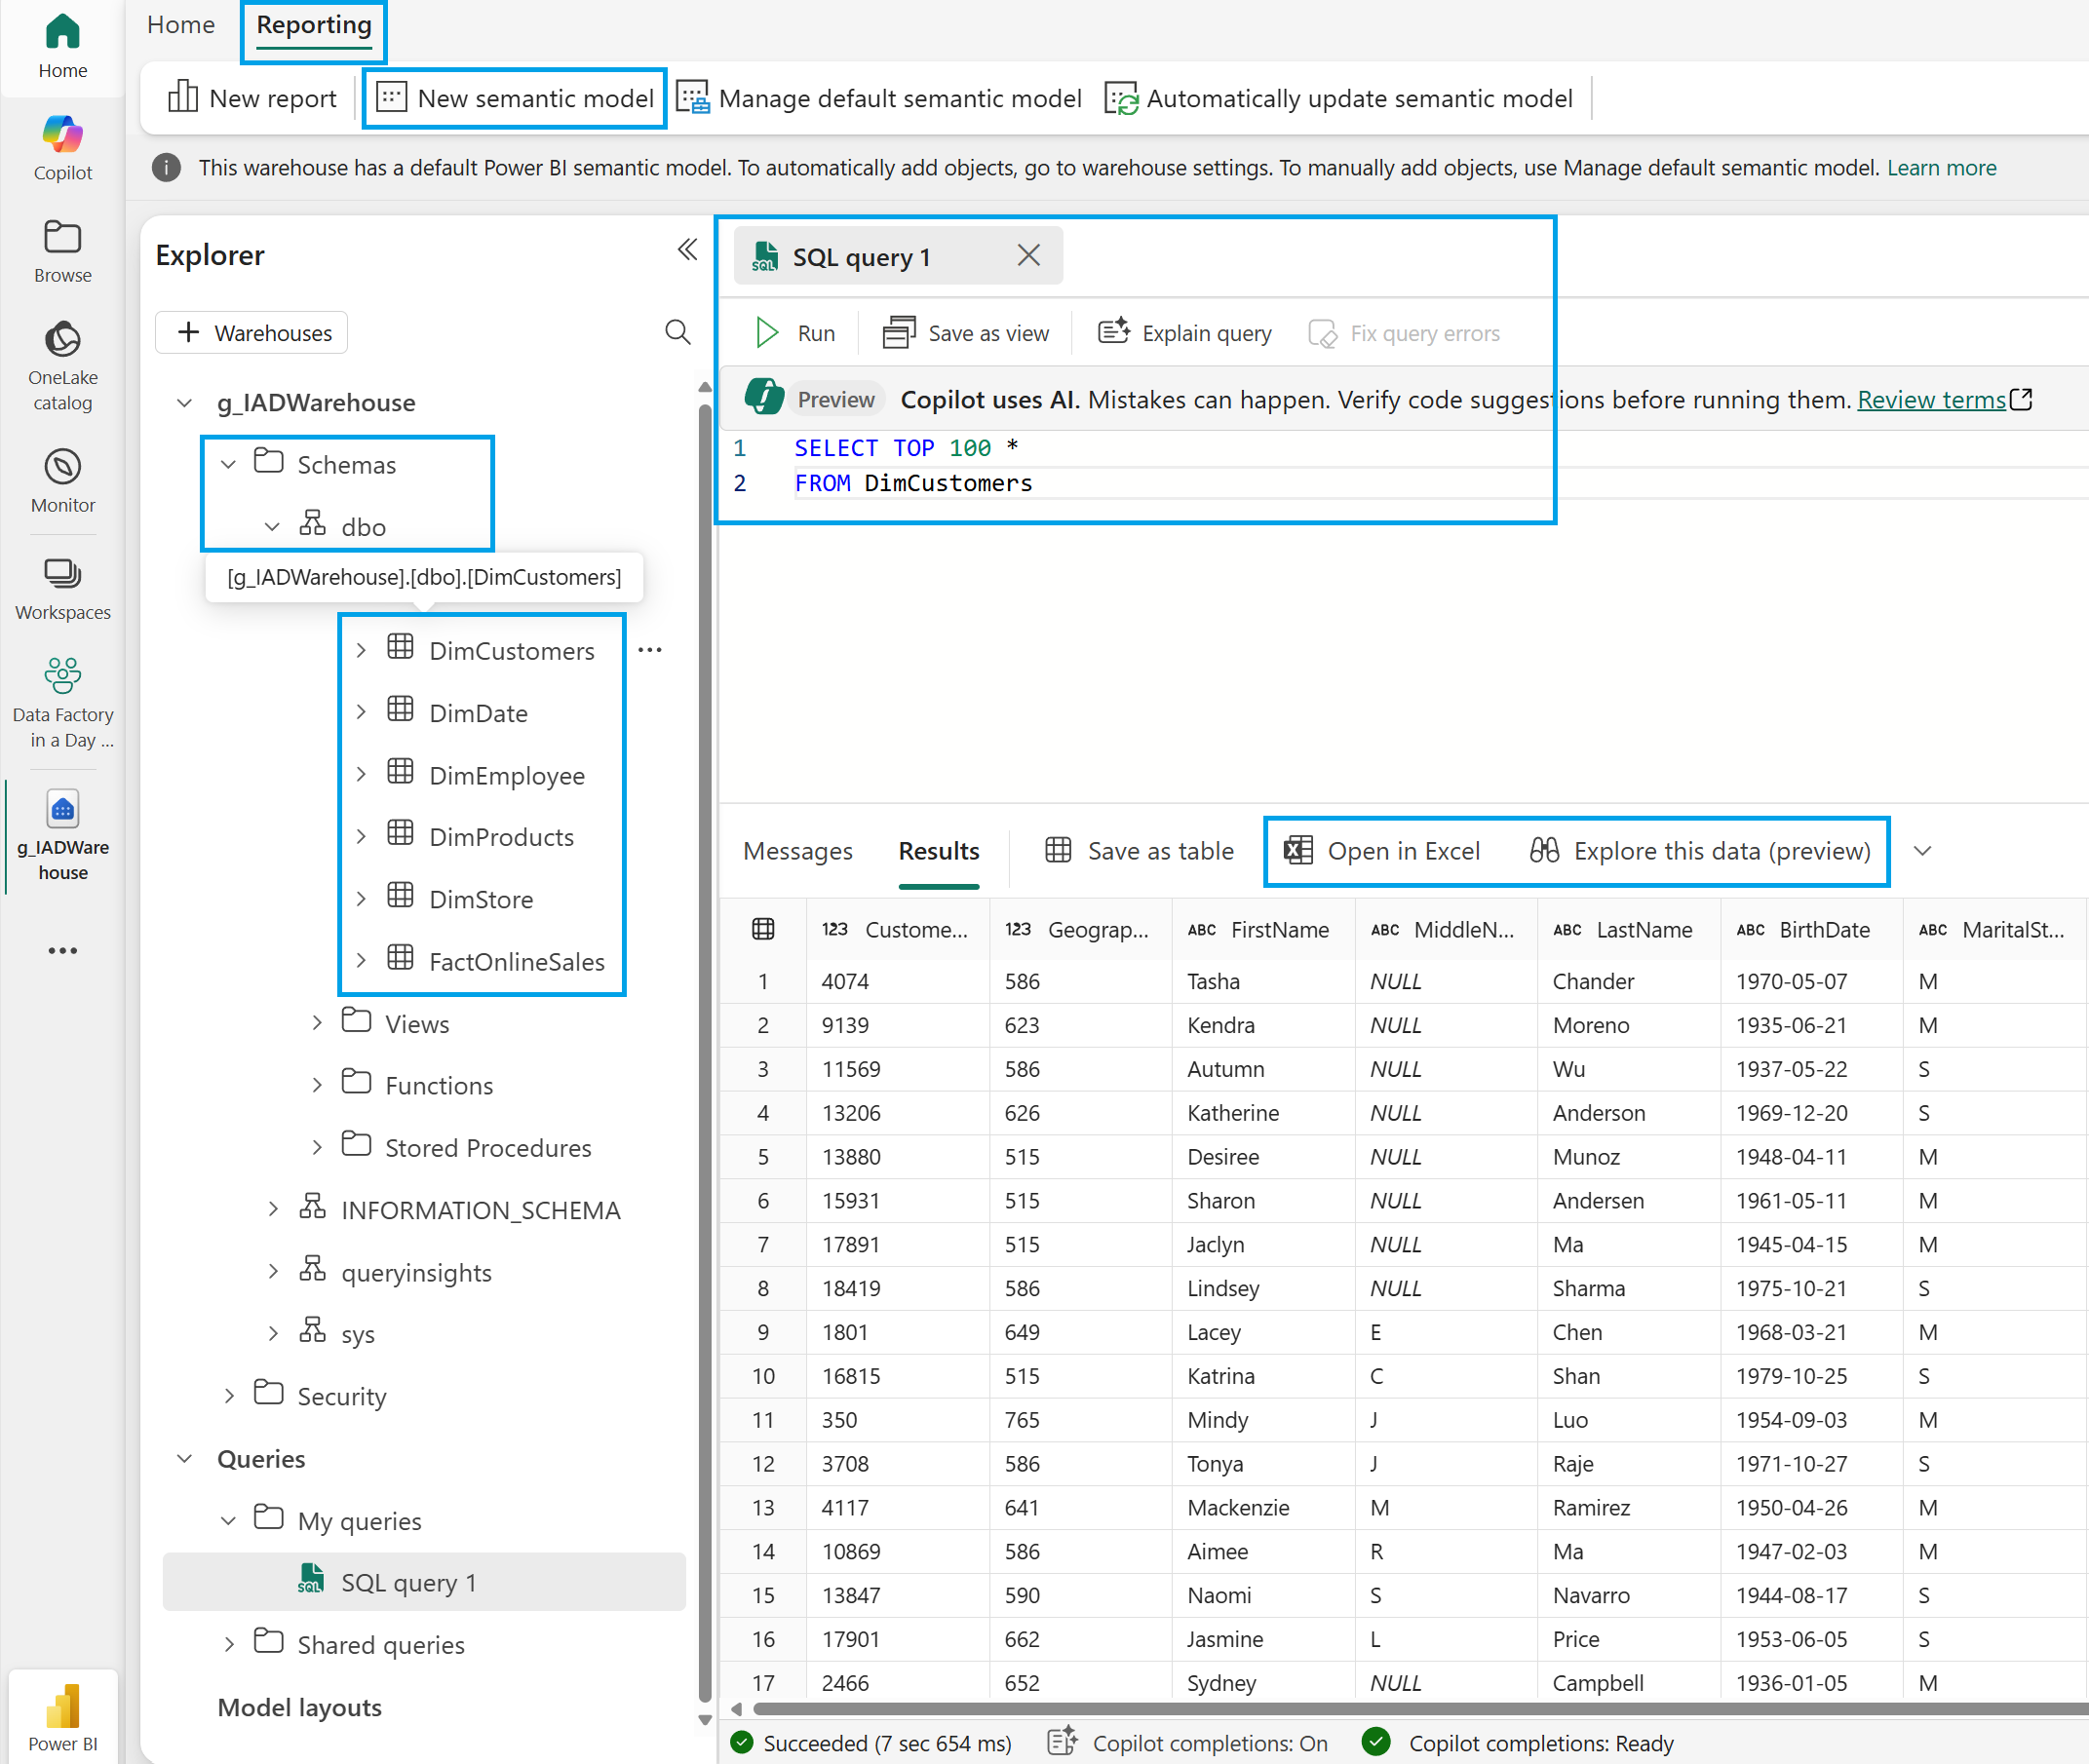 Home
Copilot
Browse
OneLake
catalog
Monitor
Workspaces
Data Factory
in a Day ...
g_IADWare
house
Power BI
Home
Reporting
New report
New semantic model
Manage default semantic model
Automatically update semantic model
This warehouse has a default Power BI semantic model. To automatically add objects, go to warehouse settings. To manually add objects, use Manage default semantic model. Learn more
Explorer
Warehouses
g_IADWarehouse
Schemas
dbo
[g_IADWarehouse].[dbo].[DimCustomers]
DimCustomers
DimDate
DimEmployee
DimProducts
DimStore
FactOnlineSales
Views
Functions
Stored Procedures
INFORMATION_SCHEMA
queryinsights
sys
Security
Queries
My queries
SQL query 1
Shared queries
Model layouts
SQL query 1
Run
Save as view
Explain query
Fix query errors
Preview
Copilot uses AI. Mistakes can happen. Verify code suggestions before running them. Review terms
1 SELECT TOP 100 *
2 FROM DimCustomers
Messages
Results
Save as table
Open in Excel
Explore this data (preview)
123 Custome... 123 Geograp... ABC FirstName ABC MiddleN... ABC LastName ABC BirthDate ABC MaritalSt...
1 4074 586 Tasha NULL Chander 1970-05-07 M
2 9139 623 Kendra NULL Moreno 1935-06-21 M
3 11569 586 Autumn NULL Wu 1937-05-22 S
4 13206 626 Katherine NULL Anderson 1969-12-20 S
5 13880 515 Desiree NULL Munoz 1948-04-11 M
6 15931 515 Sharon NULL Andersen 1961-05-11 M
7 17891 515 Jaclyn NULL Ma 1945-04-15 M
8 18419 586 Lindsey NULL Sharma 1975-10-21 S
9 1801 649 Lacey E Chen 1968-03-21 M
10 16815 515 Katrina C Shan 1979-10-25 S
11 350 765 Mindy J Luo 1954-09-03 M
12 3708 586 Tonya J Raje 1971-10-27 S
13 4117 641 Mackenzie M Ramirez 1950-04-26 M
14 10869 586 Aimee R Ma 1947-02-03 M
15 13847 590 Naomi S Navarro 1944-08-17 S
16 17901 662 Jasmine L Price 1953-06-05 S
17 2466 652 Sydney NULL Campbell 1936-01-05 M
Succeeded (7 sec 654 ms)
Copilot completions: On
Copilot completions: Ready